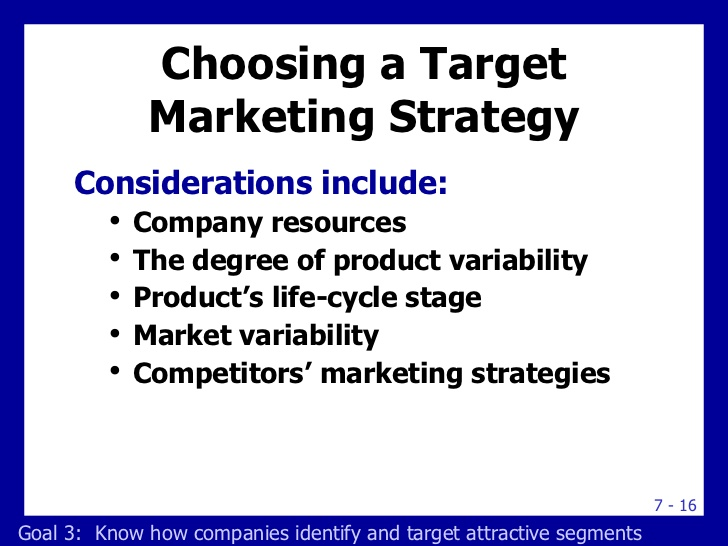 Choosing a Target
Marketing Strategy
Considerations include:
• Company resources
• The degree of product variability
• Product’s life-cycle stage
• Market variability
• Competitors’ marketing strategies
7 - 16
Goal 3:  Know how companies identify and target attractive segments